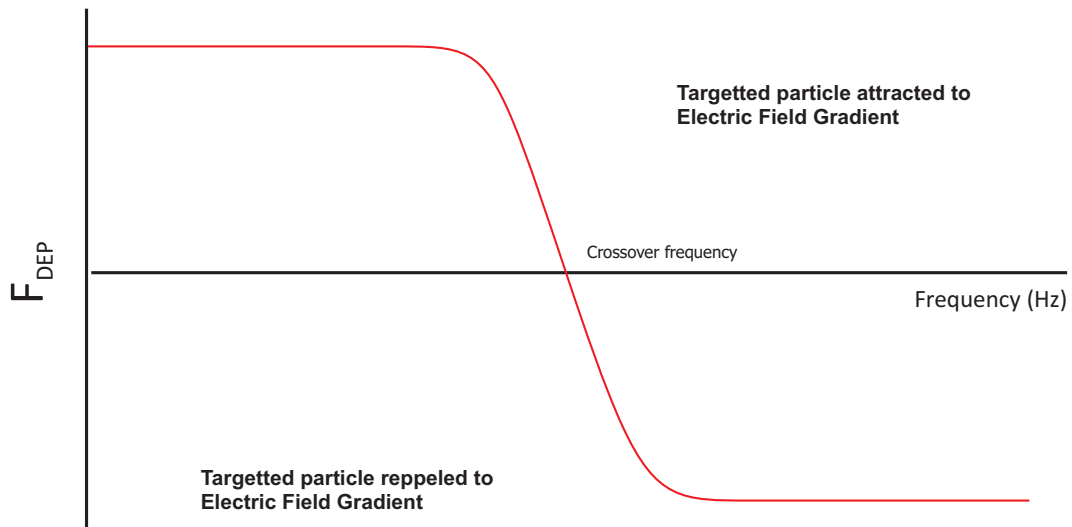 Targetted particle attracted to
Electric Field Gradient
Crossover frequency
F DEP
Frequency (Hz)
Targetted particle reppeled to
Electric Field Gradient